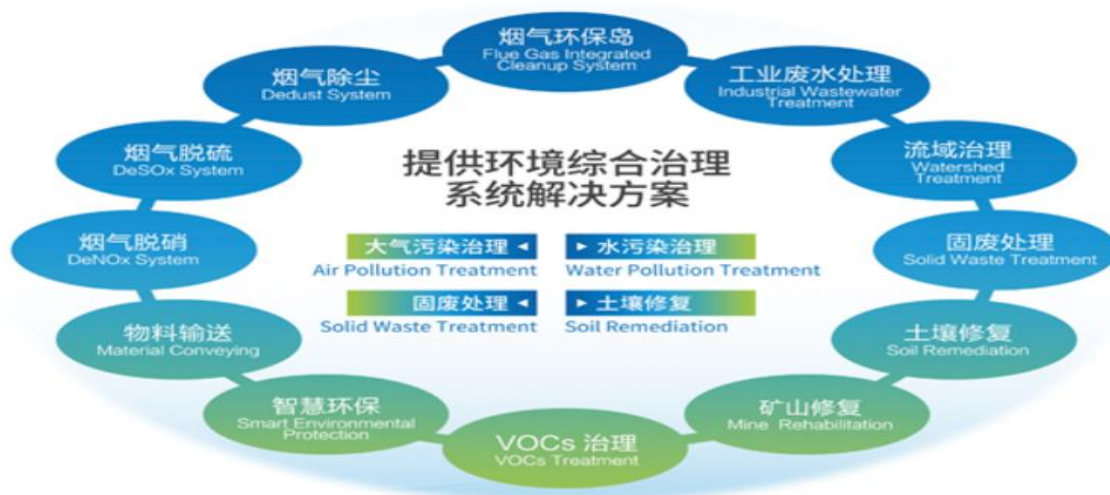 烟气环保岛
Flue Gas Integrated
Cleanup System
烟气除尘
Dedust System
工业废水处理
Industrial Wastewater
Treatment
烟气脱硫
DeSOx System
流域治理
Watershed
Treatment
提供环境综合治理
系统解决方案
烟气脱硝
DeNOx System
大气污染治理 ◄
Air Pollution Treatment
► 水污染治理
Water Pollution Treatment
固废处理
Solid Waste Treatment
固废处理 ◄
Solid Waste Treatment
► 土壤修复
Soil Remediation
物料输送
Material Conveying
土壤修复
Soil Remediation
智慧环保
Smart Environmental
Protection
矿山修复
Mine Rehabilitation
VOCs 治理
VOCs Treatment